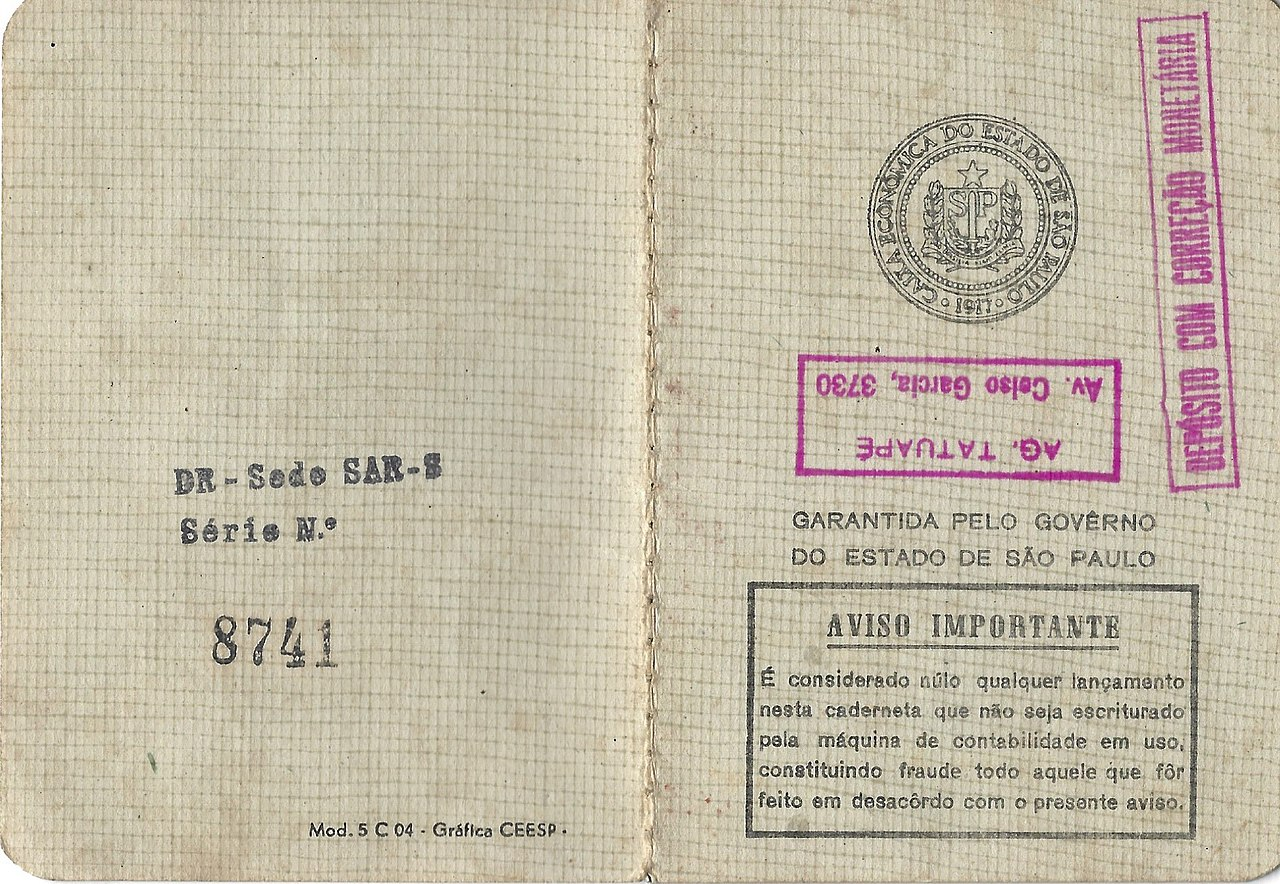 DR-Sede SAR-S
Série N.º
8741
Mod. 5 C 04 - Gráfica CEESP.
CAIXA ECONÔMICA DO ESTADO DE SÃO PAULO
SP
1917
DEPÓSITO COM CORREÇÃO MONETÁRIA
AG. TATUAPÉ
Av. Celso Garcia, 3730
GARANTIDA PELO GOVÊRNO
DO ESTADO DE SÃO PAULO
AVISO IMPORTANTE
É considerado núlo qualquer lançamento
nesta caderneta que não seja escriturado
pela máquina de contabilidade em uso,
constituindo fraude todo aquele que fôr
feito em desacôrdo com o presente aviso.